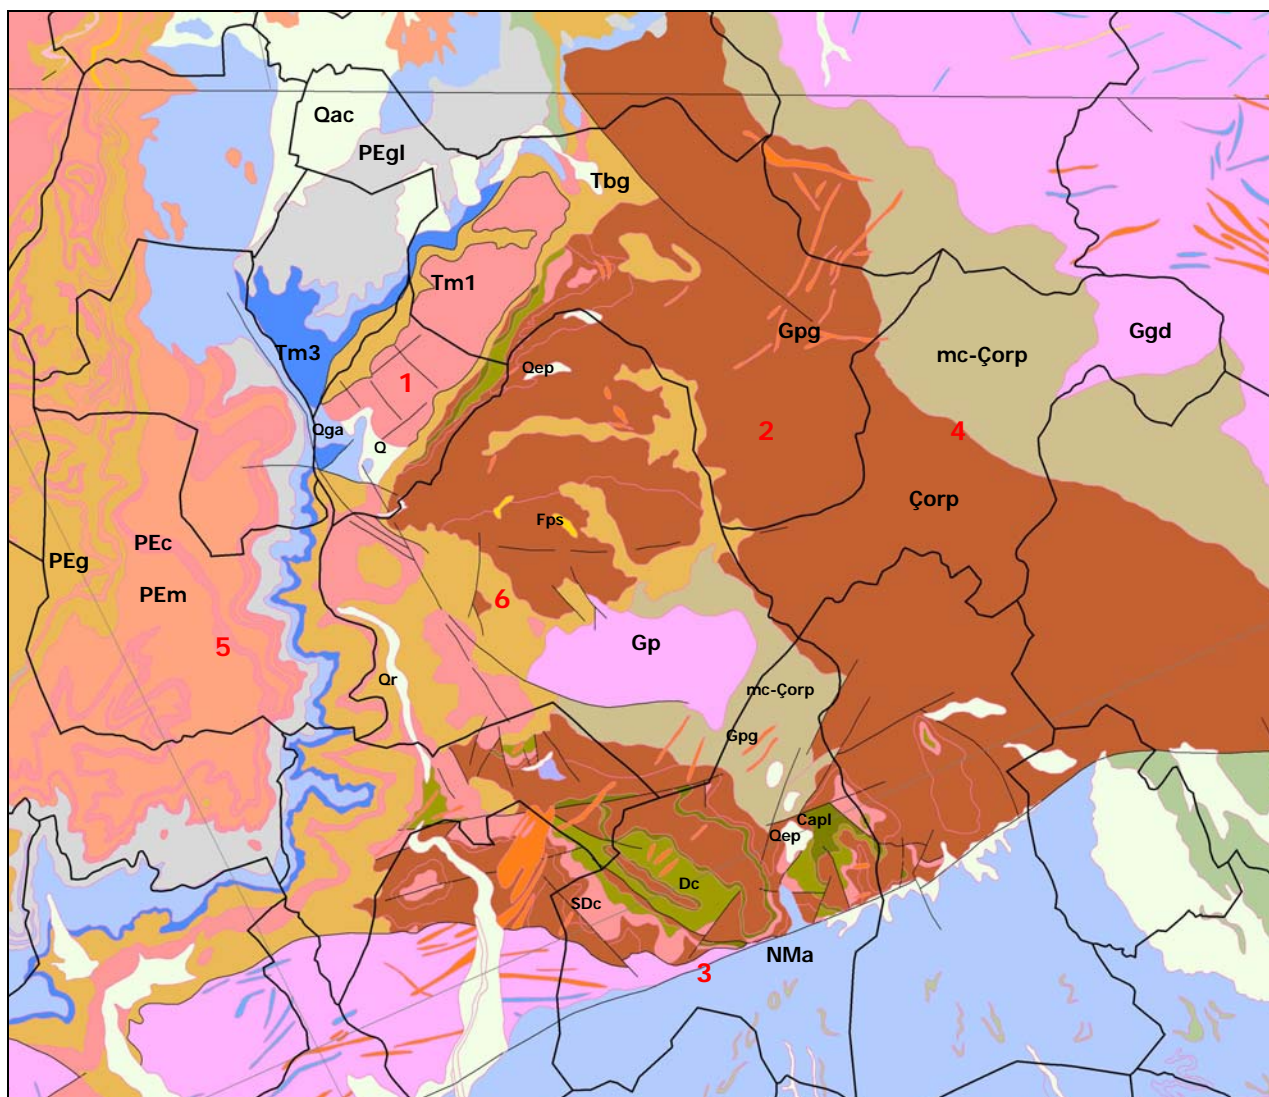 Qac
PEgl
Tbg
Tm1
Gpg
Ggd
Tm3
mc-Çorp
Qep
1
2
4
Qga
Q
Çorp
Fps
PEc
PEg
PEm
6
5
Gp
Qr
mc-Çorp
Gpg
Capl
Qep
Dc
SDc
NMa
3